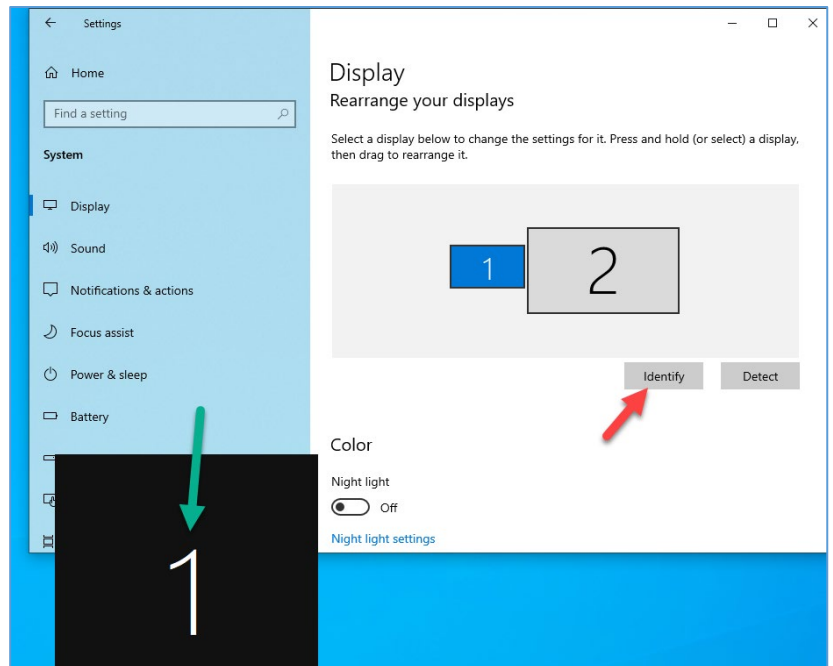 Settings
Home
Find a setting
System
Display
Sound
Notifications & actions
Focus assist
Power & sleep
Battery
1
Display
Rearrange your displays
Select a display below to change the settings for it. Press and hold (or select) a display,
then drag to rearrange it.
1
2
Identify
Detect
Color
Night light
Off
Night light settings